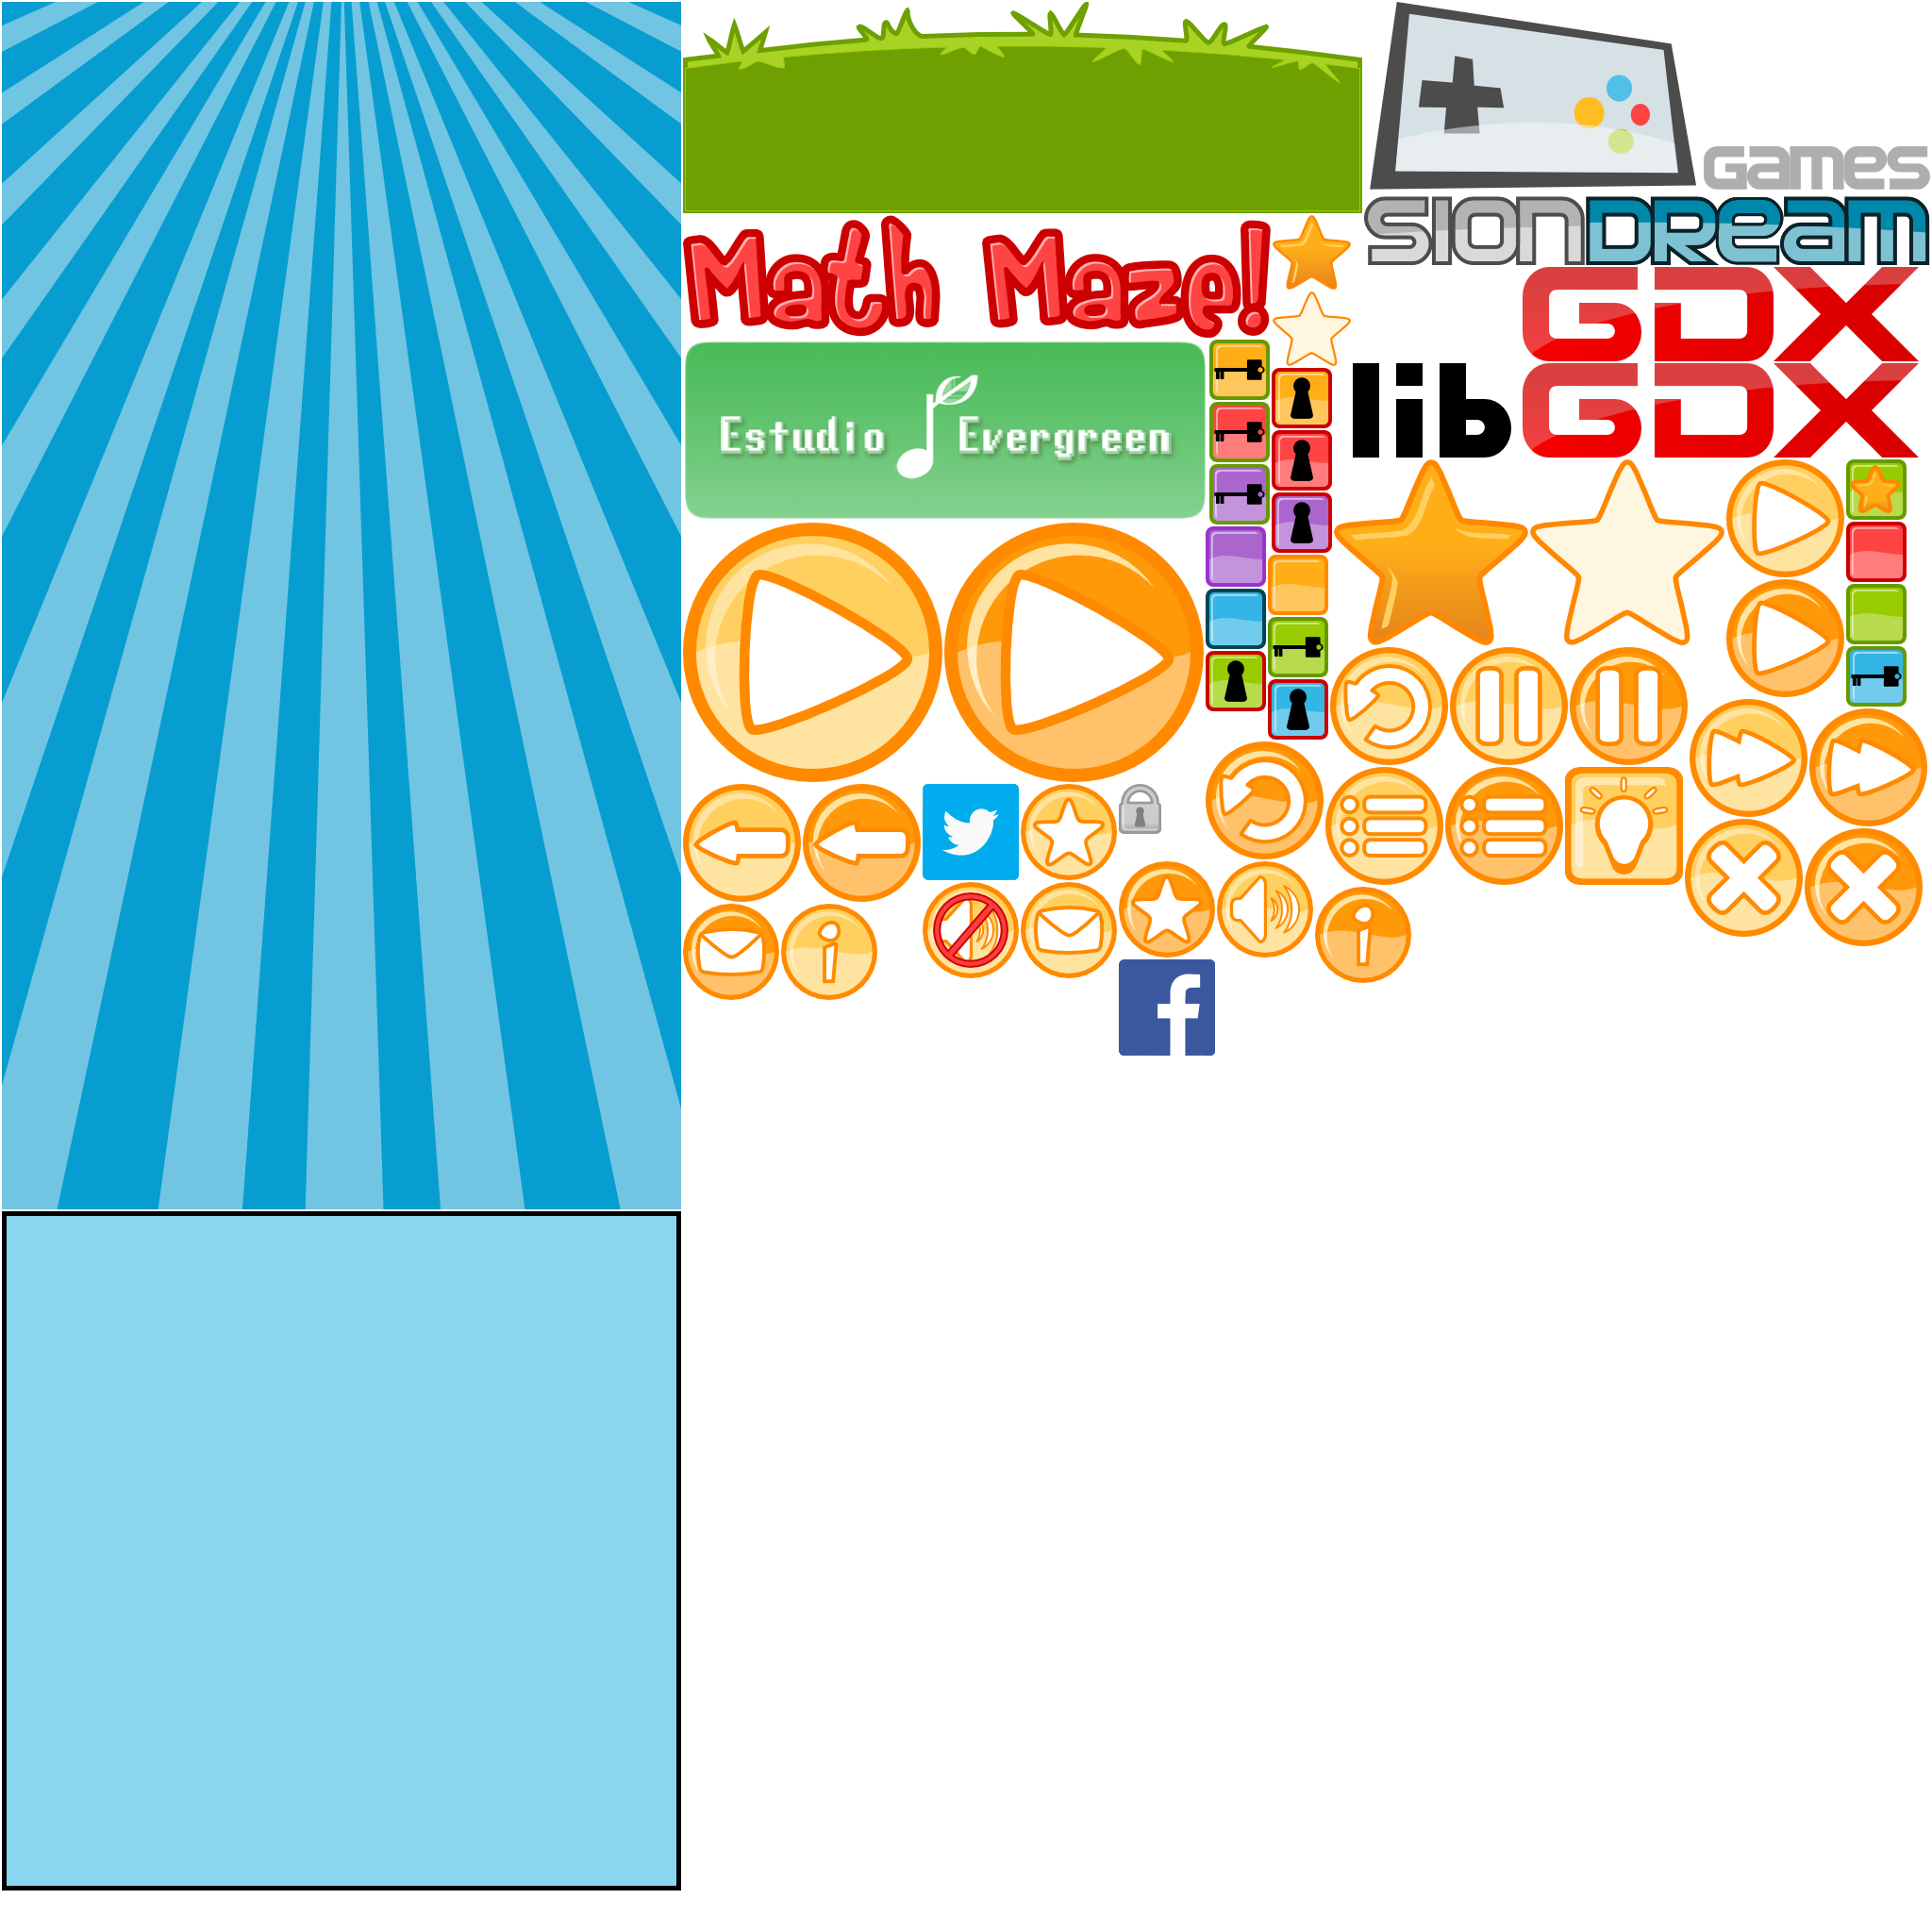 GAMES
SIONDREAM
Math Maze!
GDX
libGDX
Estudio Evergreen
f